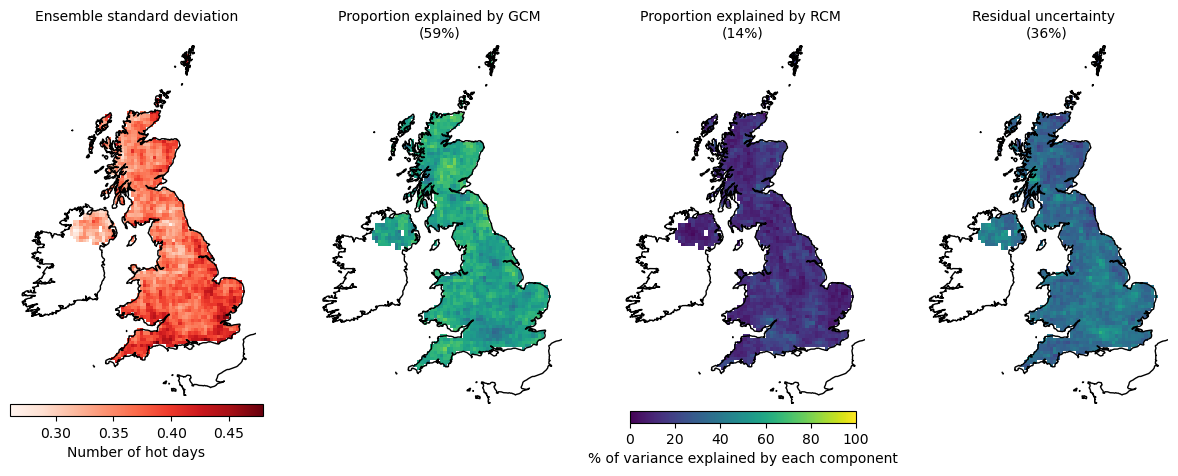 Ensemble standard deviation
Proportion explained by GCM
(59%)
Proportion explained by RCM
(14%)
Residual uncertainty
(36%)
0.30 0.35 0.40 0.45
Number of hot days
0 20 40 60 80 100
% of variance explained by each component